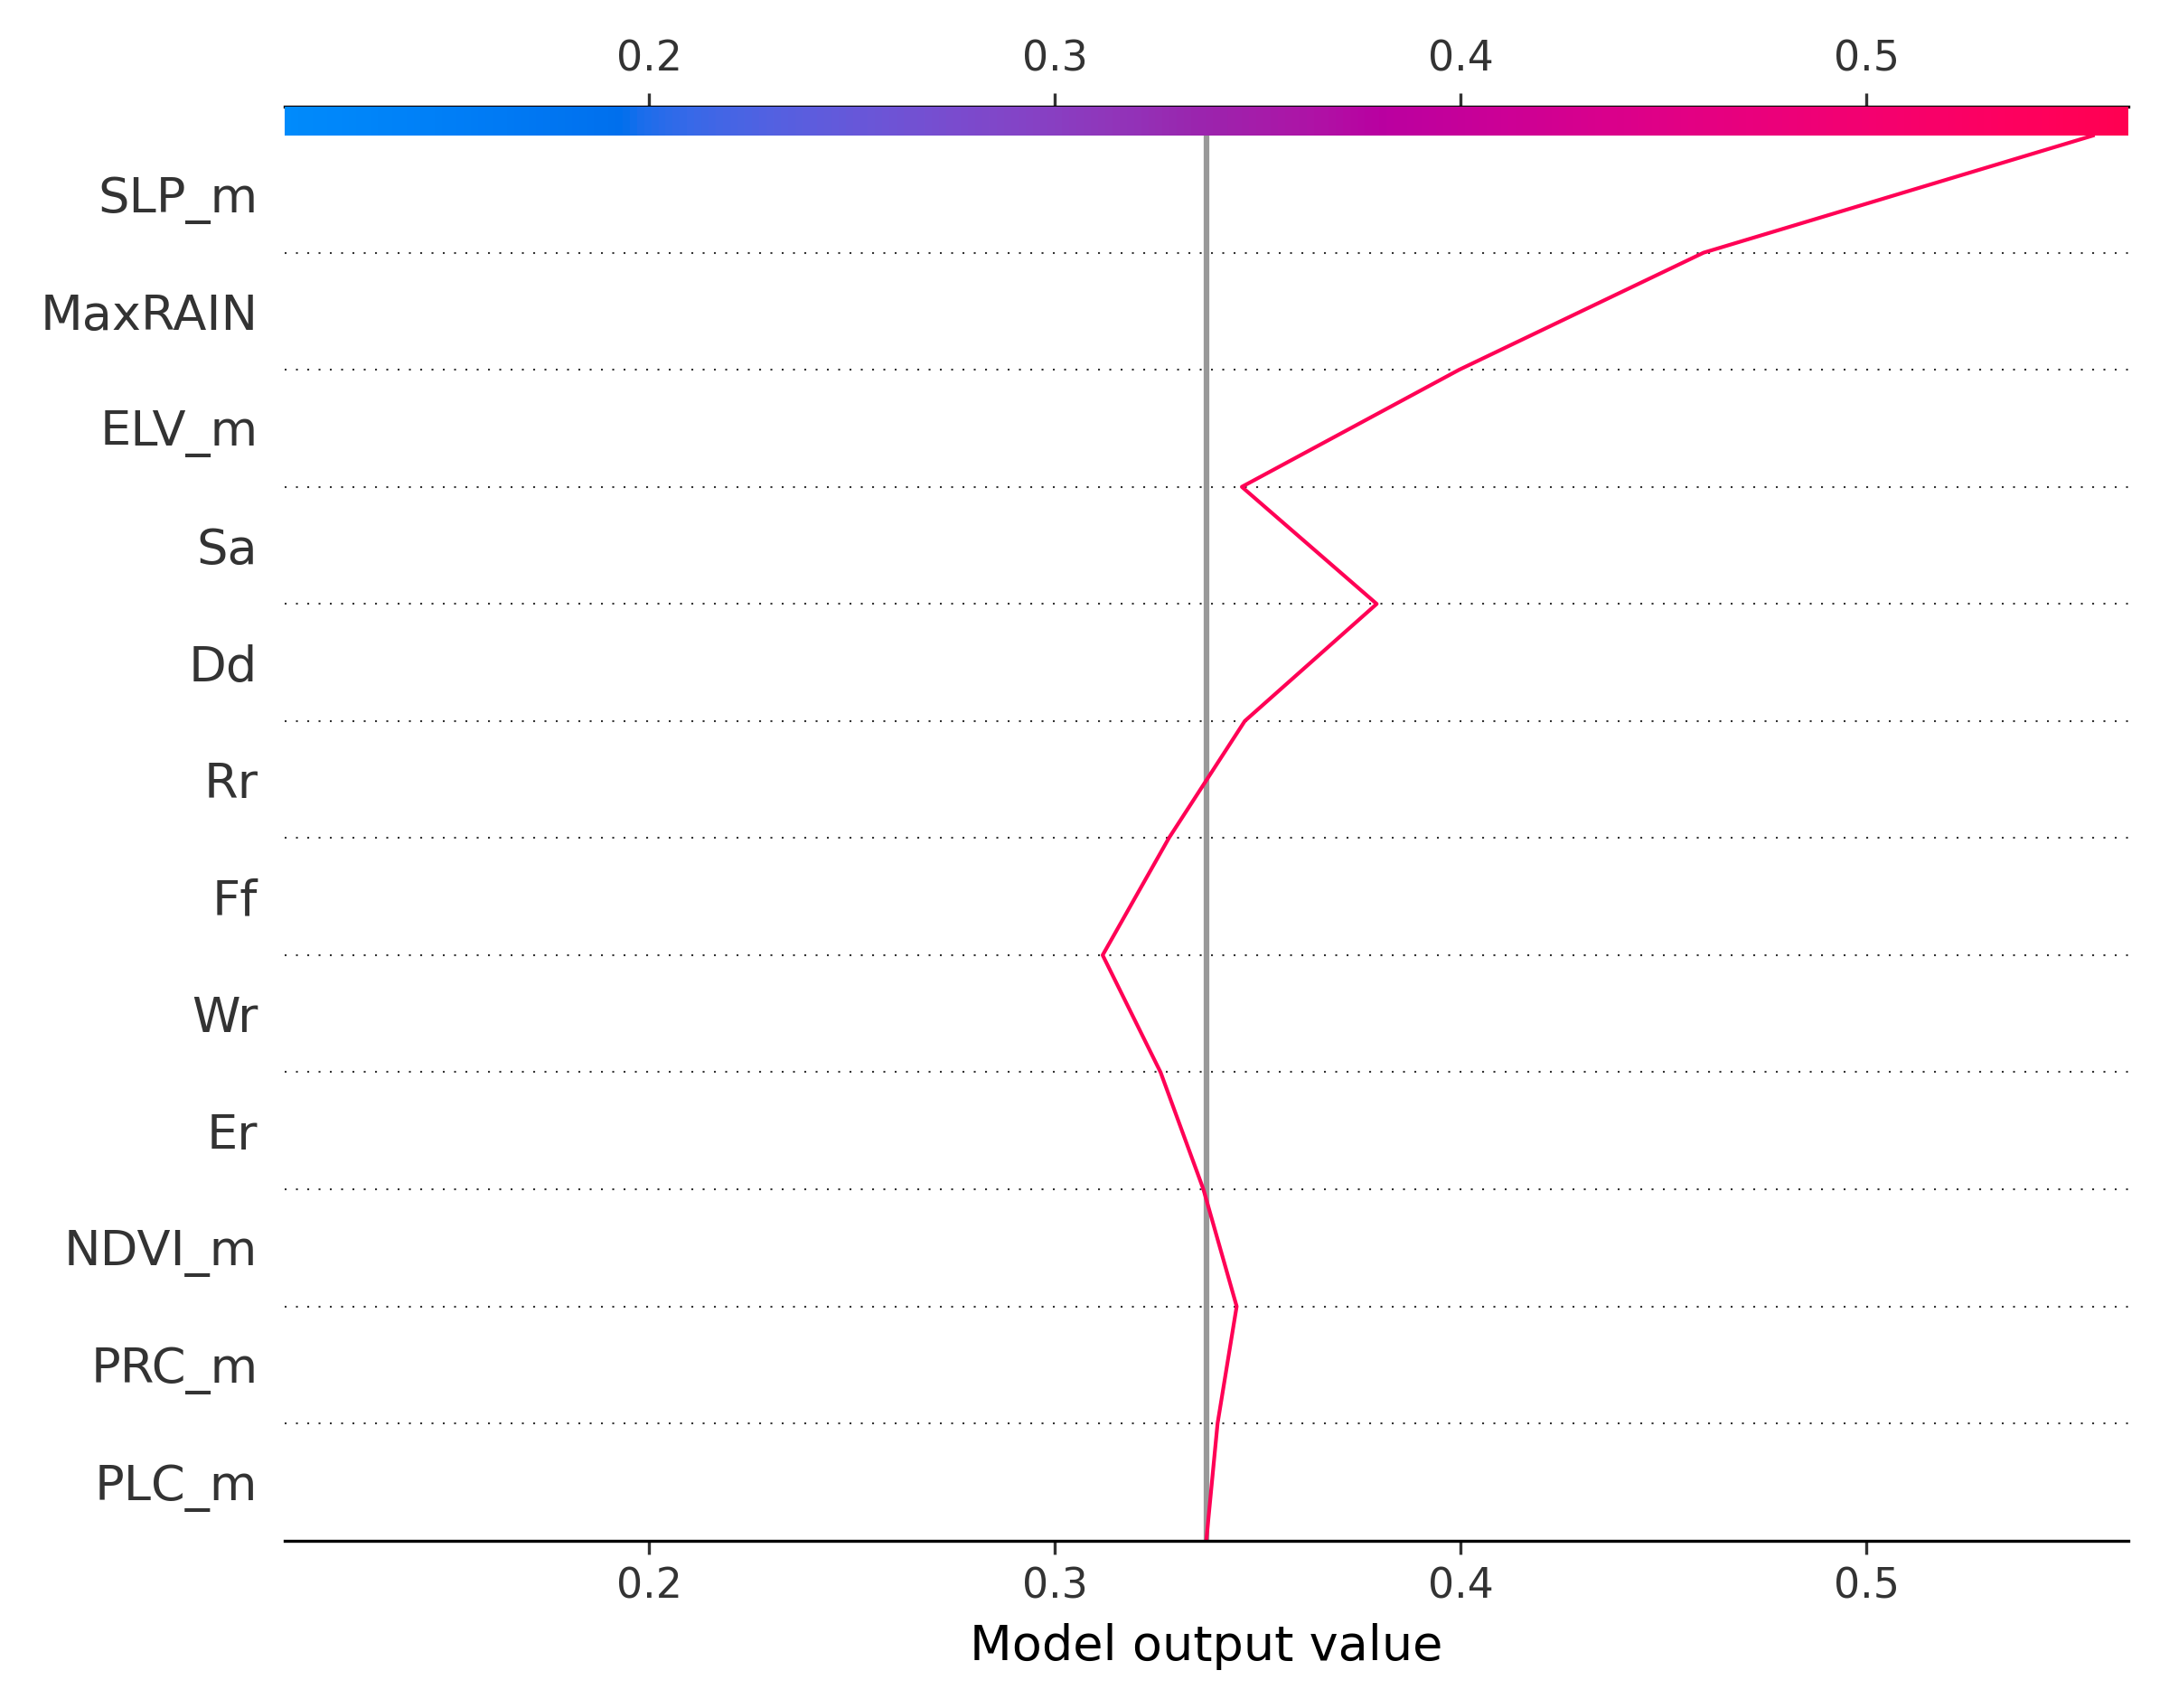 0.2 0.3 0.4 0.5
SLP_m
MaxRAIN
ELV_m
Sa
Dd
Rr
Ff
Wr
Er
NDVI_m
PRC_m
PLC_m
0.2 0.3 0.4 0.5
Model output value